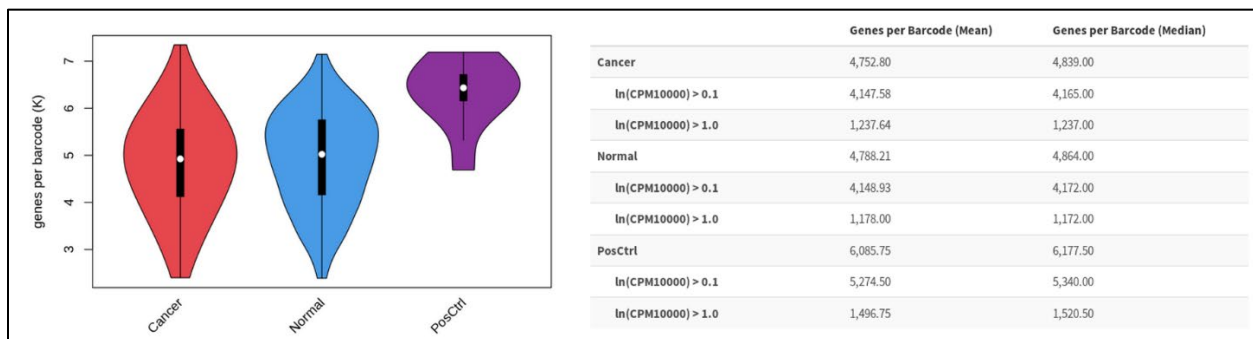 genes per barcode (K)
7
6
5
4
3
Cancer
Normal
PosCtrl
Genes per Barcode (Mean) Genes per Barcode (Median)
Cancer 4,752.80 4,839.00
ln(CPM10000) > 0.1 4,147.58 4,165.00
ln(CPM10000) > 1.0 1,237.64 1,237.00
Normal 4,788.21 4,864.00
ln(CPM10000) > 0.1 4,148.93 4,172.00
ln(CPM10000) > 1.0 1,178.00 1,172.00
PosCtrl 6,085.75 6,177.50
ln(CPM10000) > 0.1 5,274.50 5,340.00
ln(CPM10000) > 1.0 1,496.75 1,520.50